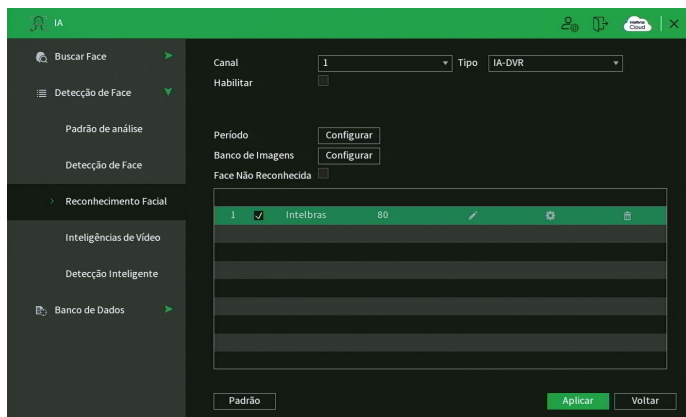 IA
intelbras
Cloud
Buscar Face
Detecção de Face
Padrão de análise
Detecção de Face
Reconhecimento Facial
Inteligências de Vídeo
Detecção Inteligente
Banco de Dados
Canal 1 Tipo IA-DVR
Habilitar
Período Configurar
Banco de Imagens Configurar
Face Não Reconhecida
1 Intelbras 80
Padrão Aplicar Voltar